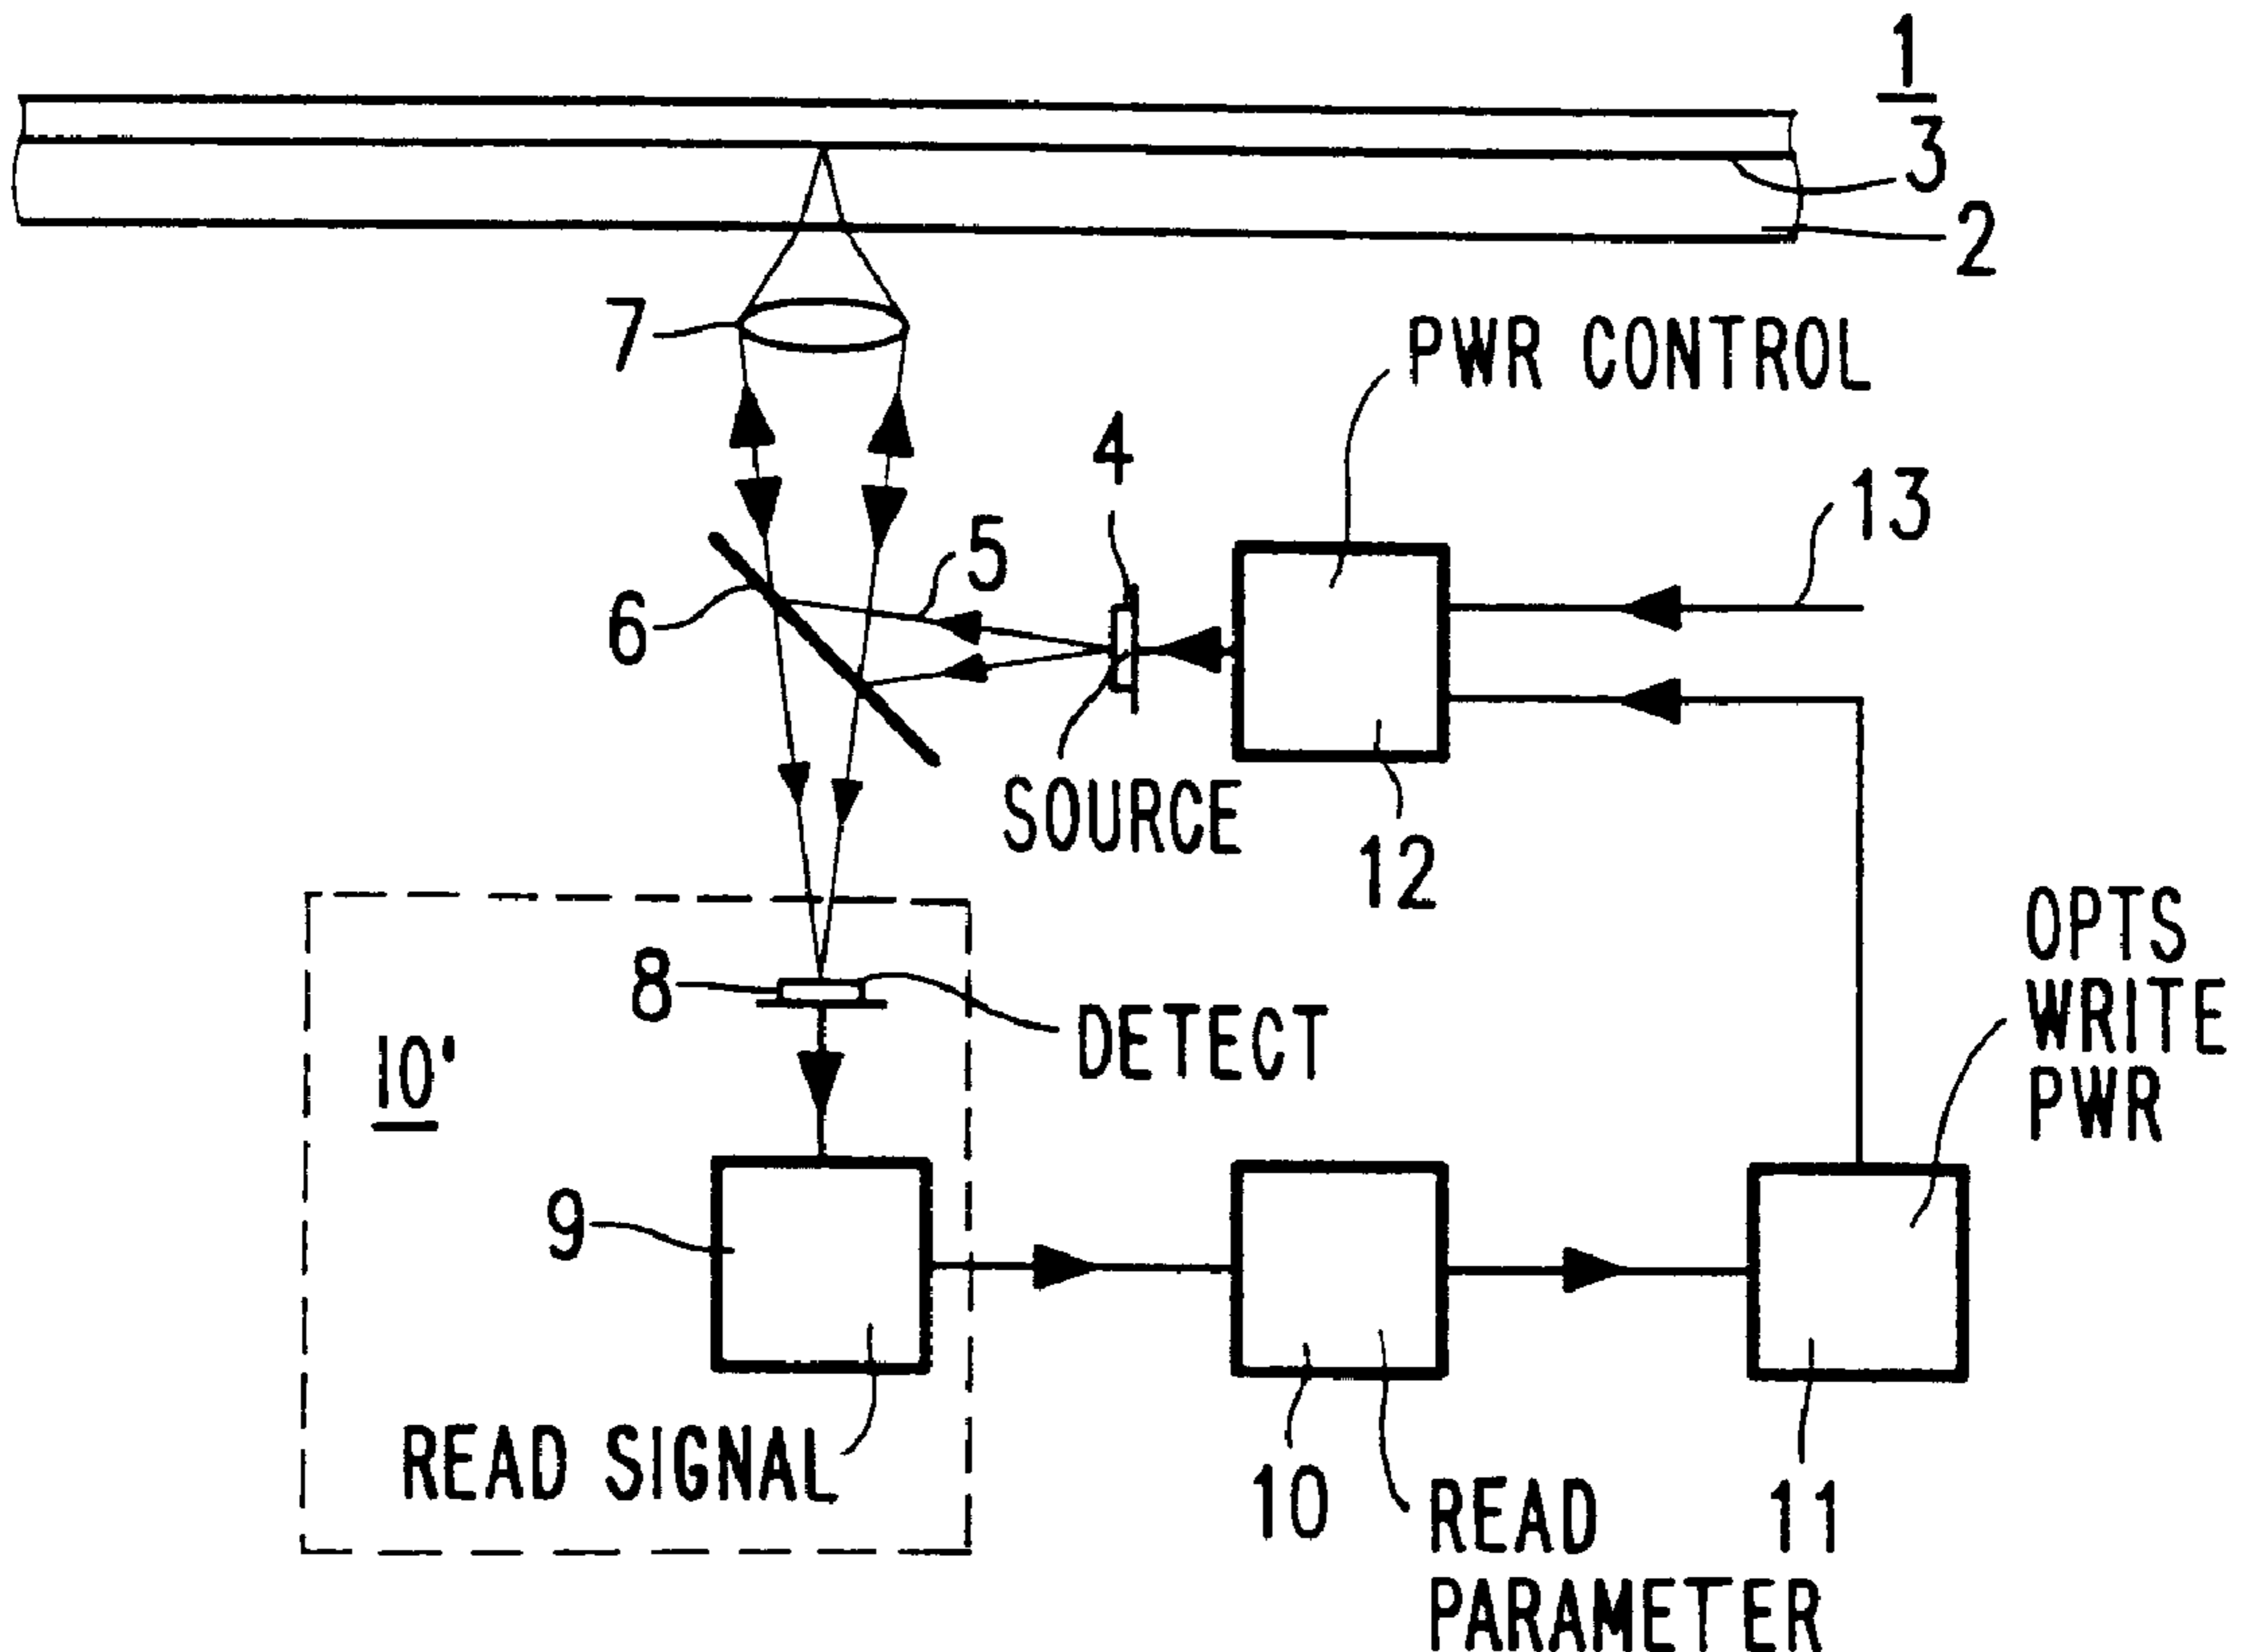 1
3
2
7
PWR CONTROL
4
13
5
6
SOURCE
12
OPTS
WRITE
PWR
8
DETECT
10'
9
READ SIGNAL
10
READ
PARAMETER
11